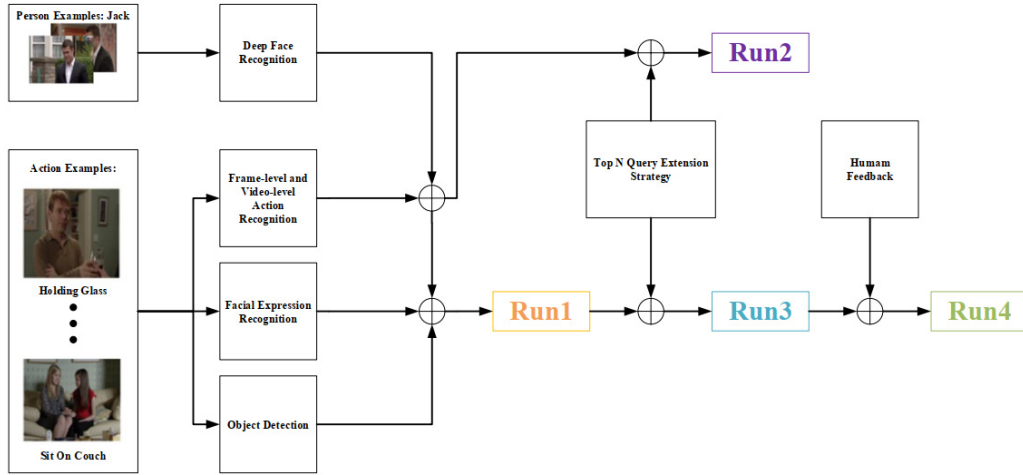 Person Examples: Jack
Deep Face
Recognition
Run2
Action Examples:
Frame-level and
Video-level
Action
Recognition
Top N Query Extension
Strategy
Humam
Feedback
Holding Glass
Facial Expression
Recognition
Run1
Run3
Run4
Object Detection
Sit On Couch